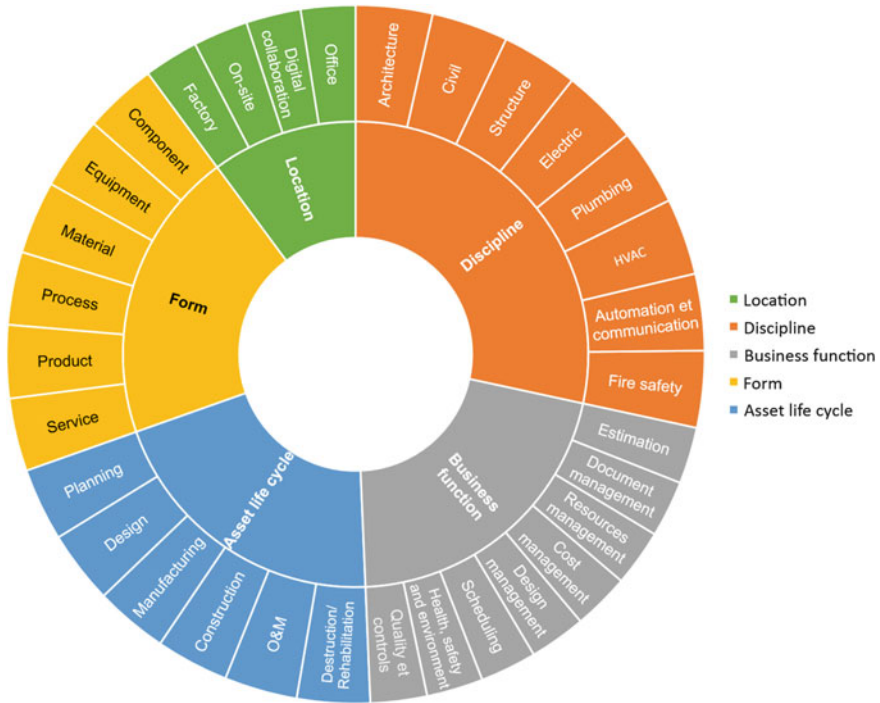 Location
Office
Digital
collaboration
On-site
Factory
Discipline
Architecture
Civil
Structure
Electric
Plumbing
HVAC
Automation et
communication
Fire safety
Business
function
Estimation
Document
management
Resources
management
Cost
management
Design
management
Scheduling
Health, safety
and environment
Quality et
controls
Asset life cycle
Destruction/
Rehabilitation
O&M
Construction
Manufacturing
Design
Planning
Form
Service
Product
Process
Material
Equipment
Component
Location
Discipline
Business function
Form
Asset life cycle